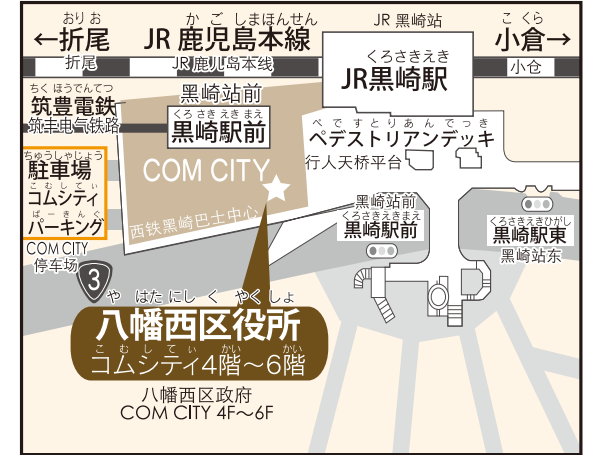 おりお
←折尾
折尾
かごしまほんせん
JR 鹿児島本線
JR 鹿儿岛本线
JR 黑崎站
くろさきえき
JR黒崎駅
こくら
小倉→
小仓
ちくほうでんてつ
筑豊電鉄
筑丰电气铁路
黑崎站前
くろさきえきまえ
黒崎駅前
ぺですとりあんでっき
ペデストリアンデッキ
行人天桥平台
ちゅうしゃじょう
駐車場
こむしてぃ
コムシティ
ぱーきんぐ
パーキング
COM CITY
停车场
COM CITY
西铁黑崎巴士中心
黑崎站前
くろさきえきまえ
黒崎駅前
くろさきえきひがし
黒崎駅東
黑崎站东
3
やはたにしくやくしょ
八幡西区役所
こむしてぃ かい かい
コムシティ4階～6階
八幡西区政府
COM CITY 4F～6F